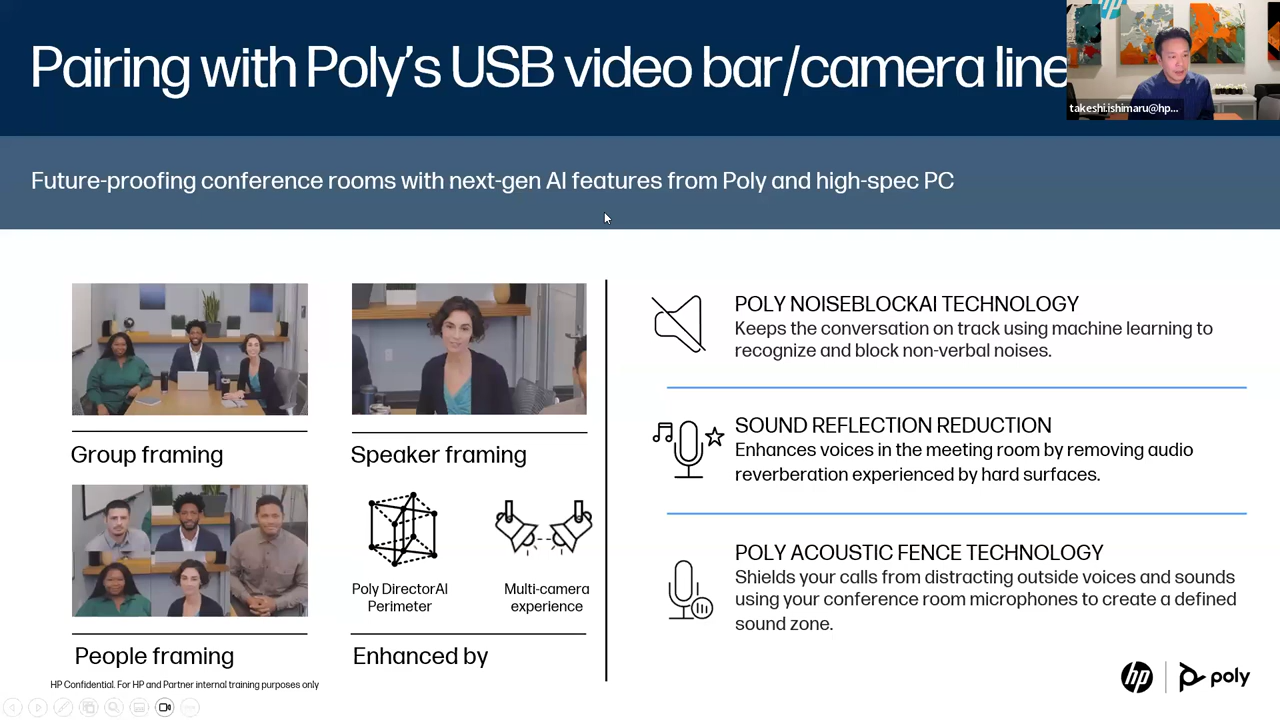 Pairing with Poly's USB video bar/camera line
hp
takeshi.ishimaru@hp...
Future-proofing conference rooms with next-gen AI features from Poly and high-spec PC
Group framing
Speaker framing
People framing
Poly DirectorAI
Perimeter
Multi-camera
experience
Enhanced by
POLY NOISEBLOCKAI TECHNOLOGY
Keeps the conversation on track using machine learning to
recognize and block non-verbal noises.
SOUND REFLECTION REDUCTION
Enhances voices in the meeting room by removing audio
reverberation experienced by hard surfaces.
POLY ACOUSTIC FENCE TECHNOLOGY
Shields your calls from distracting outside voices and sounds
using your conference room microphones to create a defined
sound zone.
HP Confidential. For HP and Partner internal training purposes only
hp
poly